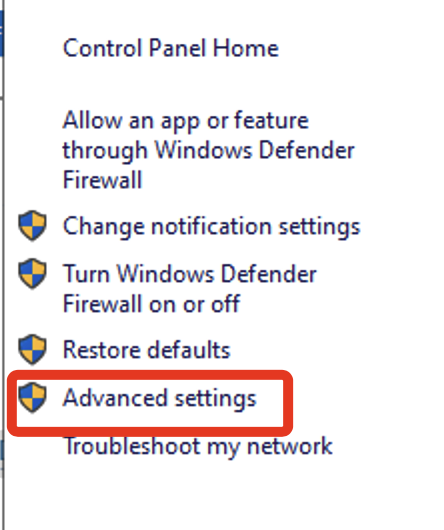 Control Panel Home
Allow an app or feature
through Windows Defender
Firewall
Change notification settings
Turn Windows Defender
Firewall on or off
Restore defaults
Advanced settings
Troubleshoot my network